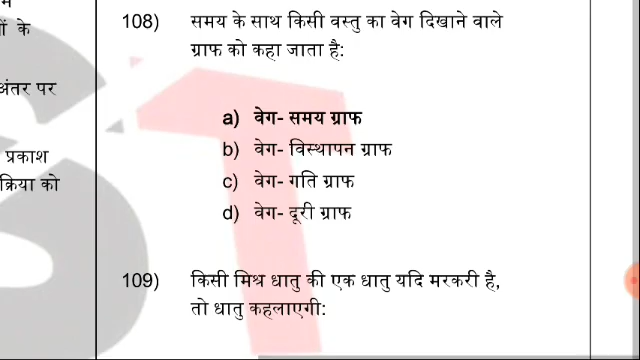 ों के
अंतर पर
प्रकाश
क्रिया को
108) समय के साथ किसी वस्तु का वेग दिखाने वाले
ग्राफ को कहा जाता है:
a) वेग- समय ग्राफ
b) वेग- विस्थापन ग्राफ
c) वेग- गति ग्राफ
d) वेग- दूरी ग्राफ
109) किसी मिश्र धातु की एक धातु यदि मरकरी है,
तो धातु कहलाएगी: